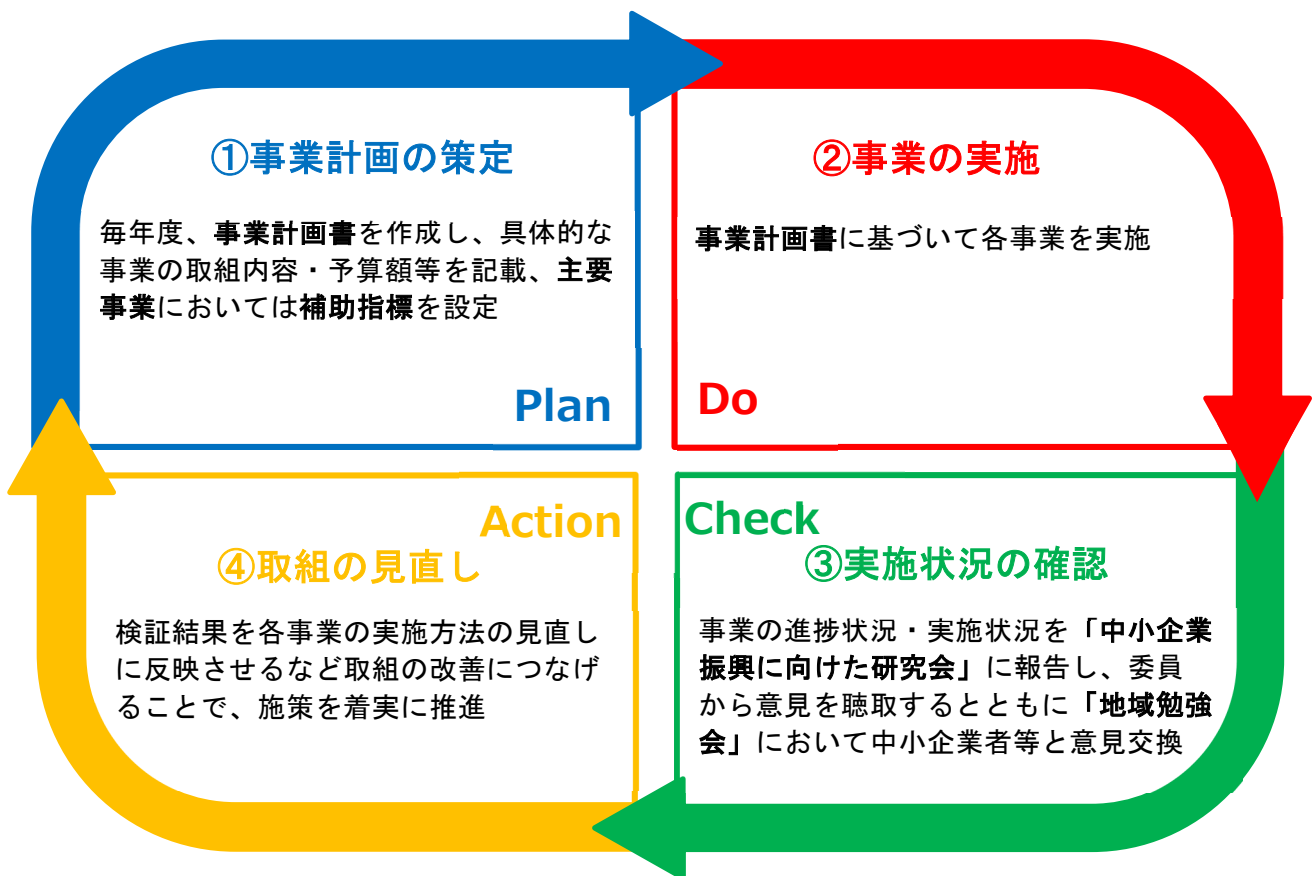 ①事業計画の策定
毎年度、事業計画書を作成し、具体的な
事業の取組内容・予算額等を記載、主要
事業においては補助指標を設定
Plan
②事業の実施
事業計画書に基づいて各事業を実施
Do
Check
③実施状況の確認
事業の進捗状況・実施状況を「中小企業
振興に向けた研究会」に報告し、委員
から意見を聴取するとともに「地域勉強
会」において中小企業者等と意見交換
Action
④取組の見直し
検証結果を各事業の実施方法の見直し
に反映させるなど取組の改善につなげ
ることで、施策を着実に推進